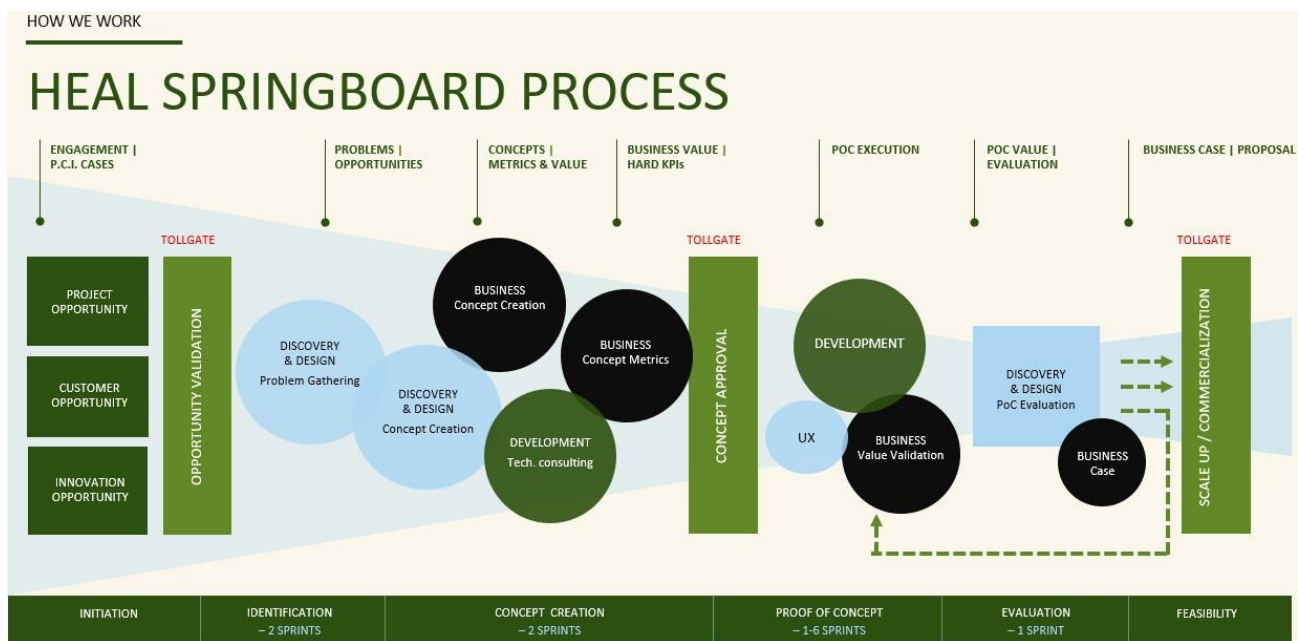 HOW WE WORK
HEAL SPRINGBOARD PROCESS
ENGAGEMENT |
P.C.I. CASES
PROBLEMS |
OPPORTUNITIES
CONCEPTS |
METRICS & VALUE
BUSINESS VALUE |
HARD KPIs
POC EXECUTION
POC VALUE |
EVALUATION
BUSINESS CASE | PROPOSAL
TOLLGATE
TOLLGATE
TOLLGATE
PROJECT
OPPORTUNITY
CUSTOMER
OPPORTUNITY
INNOVATION
OPPORTUNITY
OPPORTUNITY VALIDATION
DISCOVERY
& DESIGN
Problem Gathering
DISCOVERY
& DESIGN
Concept Creation
BUSINESS
Concept Creation
BUSINESS
Concept Metrics
DEVELOPMENT
Tech. consulting
CONCEPT APPROVAL
DEVELOPMENT
UX
BUSINESS
Value Validation
DISCOVERY
& DESIGN
PoC Evaluation
BUSINESS
Case
SCALE UP / COMMERCIALIZATION
INITIATION
IDENTIFICATION
– 2 SPRINTS
CONCEPT CREATION
– 2 SPRINTS
PROOF OF CONCEPT
– 1-6 SPRINTS
EVALUATION
– 1 SPRINT
FEASIBILITY